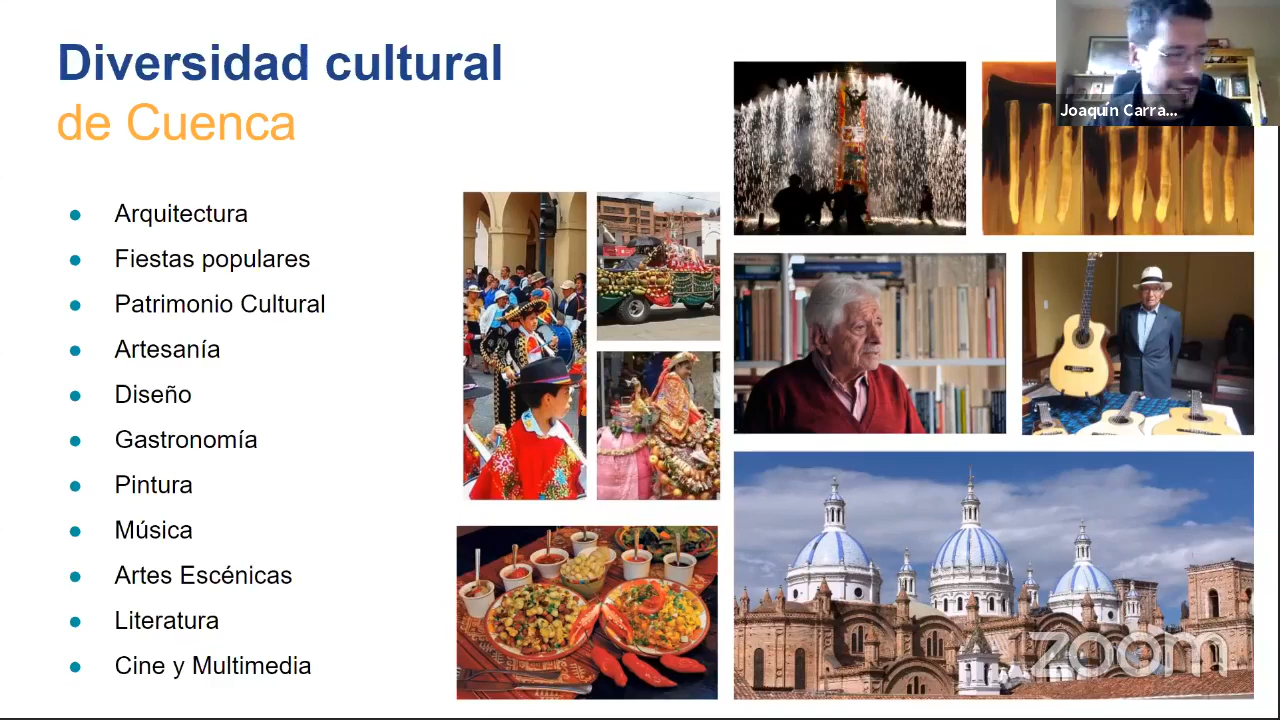 Diversidad cultural
de Cuenca
Arquitectura
Fiestas populares
Patrimonio Cultural
Artesanía
Diseño
Gastronomía
Pintura
Música
Artes Escénicas
Literatura
Cine y Multimedia
Joaquín Carra...
zoom